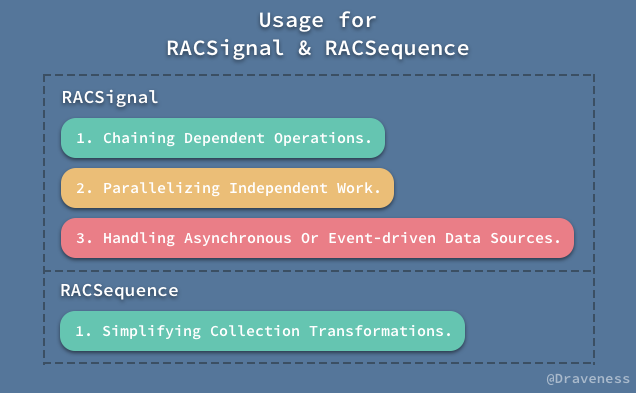 Usage for
RACSignal & RACSequence
RACSignal
1. Chaining Dependent Operations.
2. Parallelizing Independent Work.
3. Handling Asynchronous Or Event-driven Data Sources.
RACSequence
1. Simplifying Collection Transformations.
@Draveness